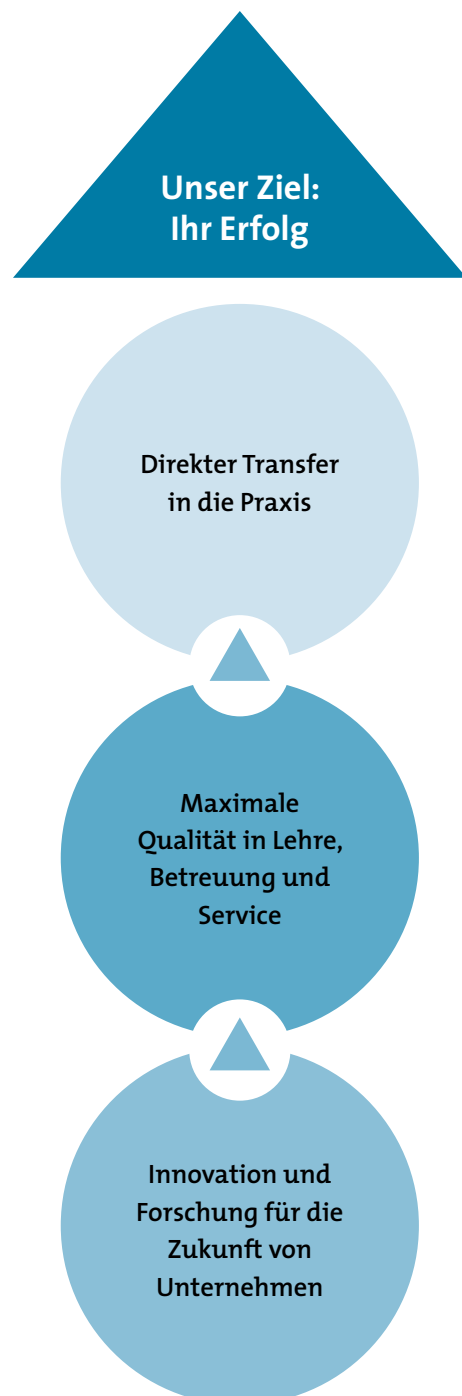 Unser Ziel:
Ihr Erfolg
Direkter Transfer
in die Praxis
Maximale
Qualität in Lehre,
Betreuung und
Service
Innovation und
Forschung für die
Zukunft von
Unternehmen